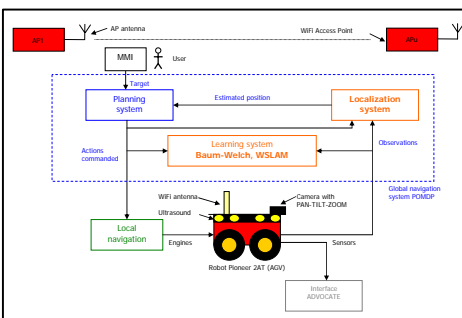 AP1
AP antenna
WiFi Access Point
APn
MMI
User
Target
Planning
system
Estimated position
Localization
system
Actions
commanded
Learning system
Baum-Welch, WSLAM
Observations
WiFi antenna
Ultrasound
Camera with
PAN-TILT-ZOOM
Global navigation
system POMDP
Local
navigation
Engines
Sensors
Robot Pioneer 2AT (AGV)
Interface
ADVOCATE